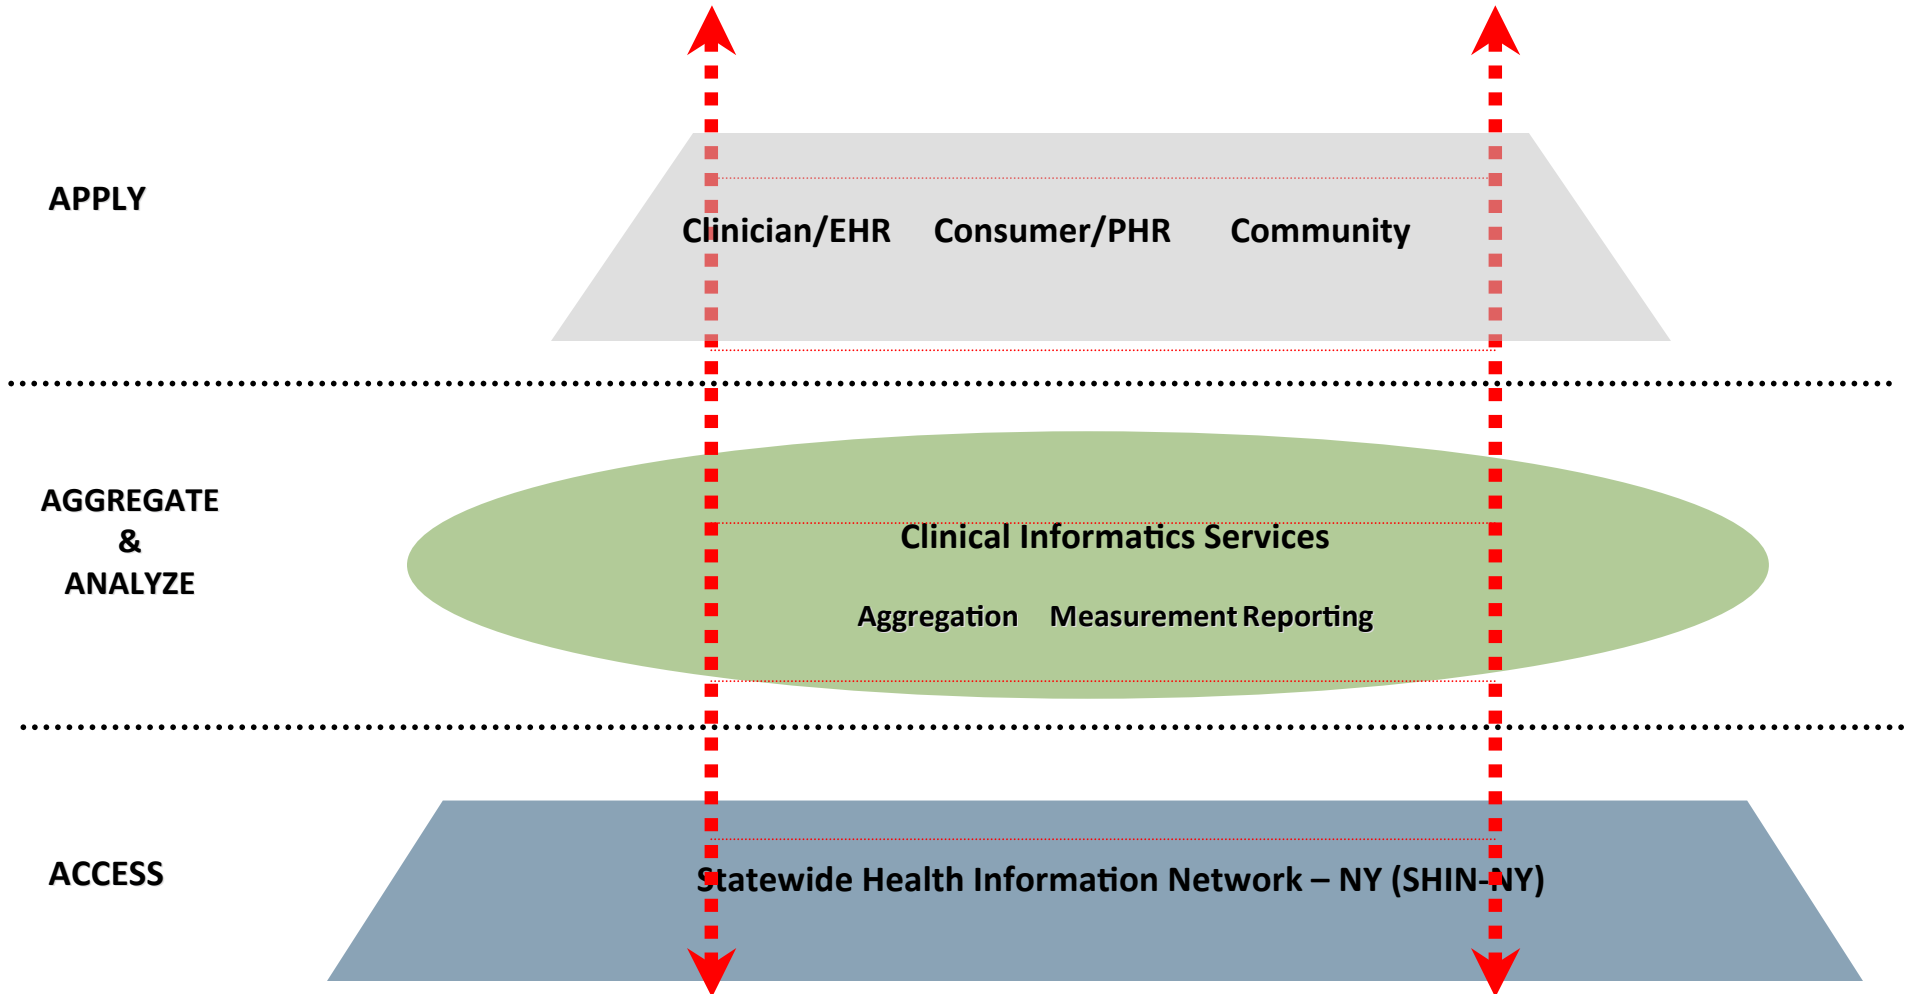 APPLY
Clinician/EHR Consumer/PHR Community
AGGREGATE
&
ANALYZE
Clinical Informatics Services
Aggregation Measurement Reporting
ACCESS
Statewide Health Information Network – NY (SHIN-NY)